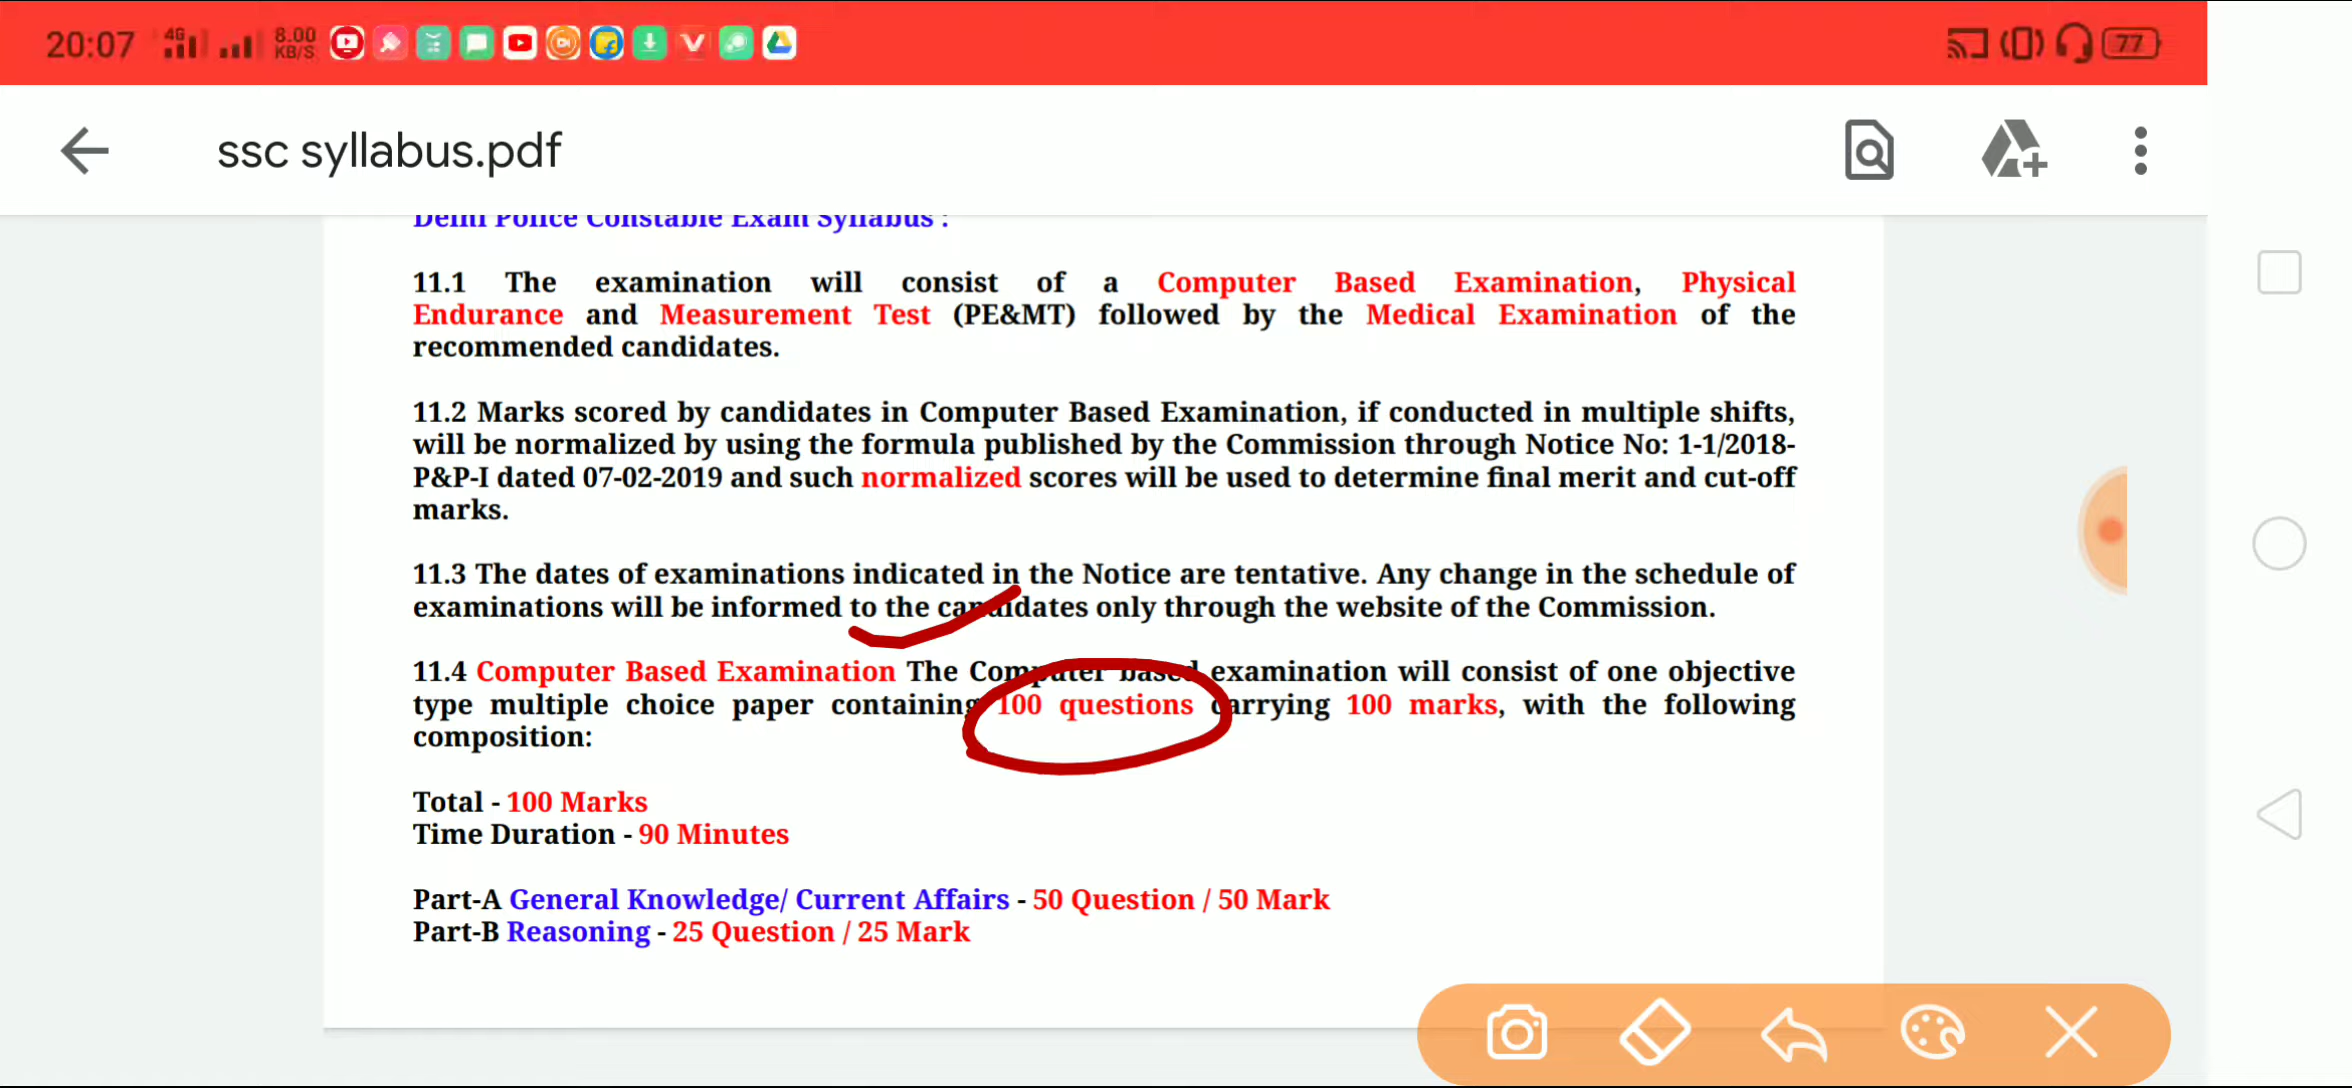 20:07 4G 8.00 KB/S 77
ssc syllabus.pdf
Delhi Police Constable Exam Syllabus :
11.1 The examination will consist of a Computer Based Examination, Physical
Endurance and Measurement Test (PE&MT) followed by the Medical Examination of the
recommended candidates.
11.2 Marks scored by candidates in Computer Based Examination, if conducted in multiple shifts,
will be normalized by using the formula published by the Commission through Notice No: 1-1/2018-
P&P-I dated 07-02-2019 and such normalized scores will be used to determine final merit and cut-off
marks.
11.3 The dates of examinations indicated in the Notice are tentative. Any change in the schedule of
examinations will be informed to the candidates only through the website of the Commission.
11.4 Computer Based Examination The Computer based examination will consist of one objective
type multiple choice paper containing 100 questions carrying 100 marks, with the following
composition:
Total - 100 Marks
Time Duration - 90 Minutes
Part-A General Knowledge/ Current Affairs - 50 Question / 50 Mark
Part-B Reasoning - 25 Question / 25 Mark